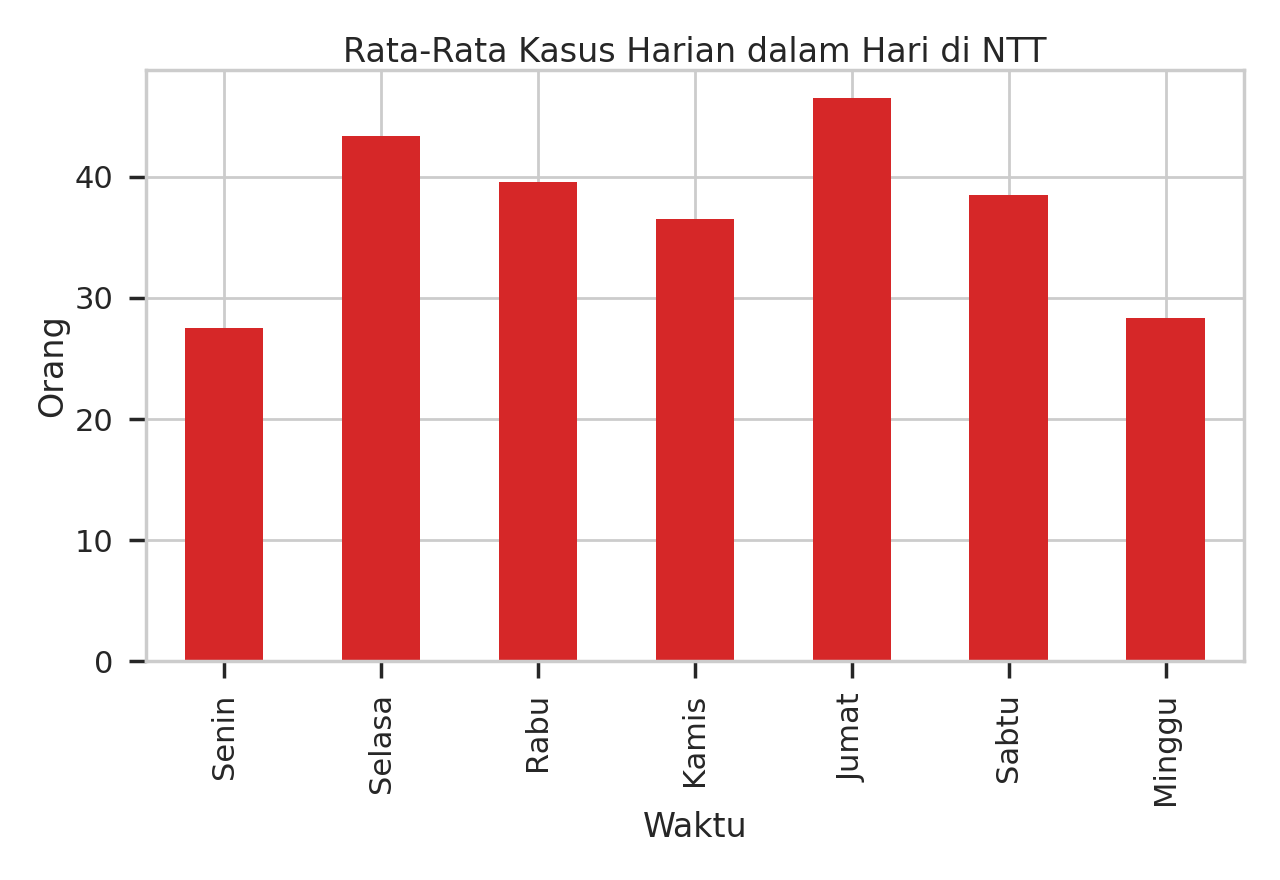 Rata-Rata Kasus Harian dalam Hari di NTT
40
30
20
10
0
Orang
Senin
Selasa
Rabu
Kamis
Jumat
Sabtu
Minggu
Waktu